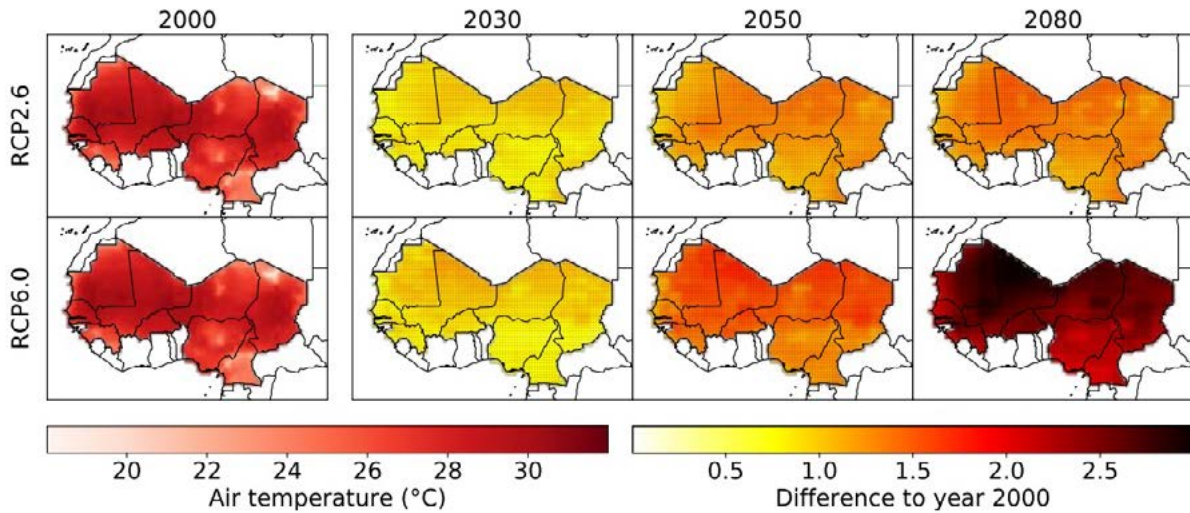 2000 2030 2050 2080
RCP2.6
RCP6.0
20 22 24 26 28 30 0.5 1.0 1.5 2.0 2.5
Air temperature (°C) Difference to year 2000